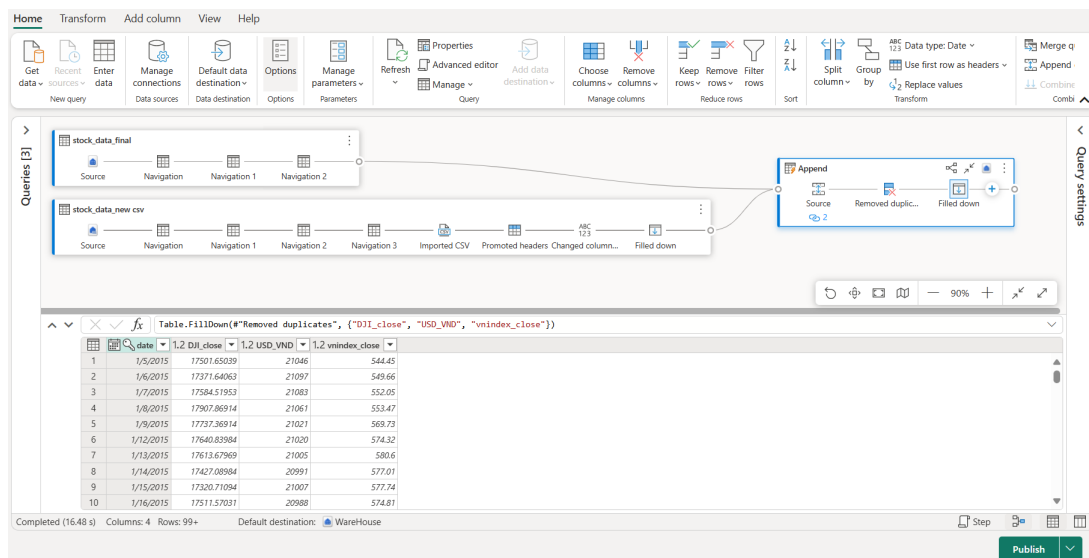 Home Transform Add column View Help
Get data
Recent sources
Enter data
New query
Manage connections
Data sources
Default data destination
Data destination
Options
Options
Manage parameters
Parameters
Refresh
Properties
Advanced editor
Manage
Query
Add data destination
Choose columns
Remove columns
Manage columns
Keep rows
Remove rows
Filter rows
Reduce rows
A Z
Z A
Sort
Split column
Group by
ABC 123 Data type: Date
Use first row as headers
1 2 Replace values
Transform
Merge q
Append
Combine
Combi
Queries [3]
stock_data_final
Source Navigation Navigation 1 Navigation 2
stock_data_new csv
ABC 123
Source Navigation Navigation 1 Navigation 2 Navigation 3 Imported CSV Promoted headers Changed column... Filled down
Append
Source Removed duplic... Filled down
2
Query settings
90%
fx Table.FillDown(#"Removed duplicates", {"DJI_close", "USD_VND", "vnindex_close"})
date 1.2 DJI_close 1.2 USD_VND 1.2 vnindex_close
1 1/5/2015 17501.65039 21046 544.45
2 1/6/2015 17371.64063 21097 549.66
3 1/7/2015 17584.51953 21083 552.05
4 1/8/2015 17907.86914 21061 553.47
5 1/9/2015 17737.36914 21021 569.73
6 1/12/2015 17640.83984 21020 574.32
7 1/13/2015 17613.67969 21005 580.6
8 1/14/2015 17427.08984 20991 577.01
9 1/15/2015 17320.71094 21007 577.74
10 1/16/2015 17511.57031 20988 574.81
Completed (16.48 s) Columns: 4 Rows: 99+ Default destination: WareHouse
Step
Publish